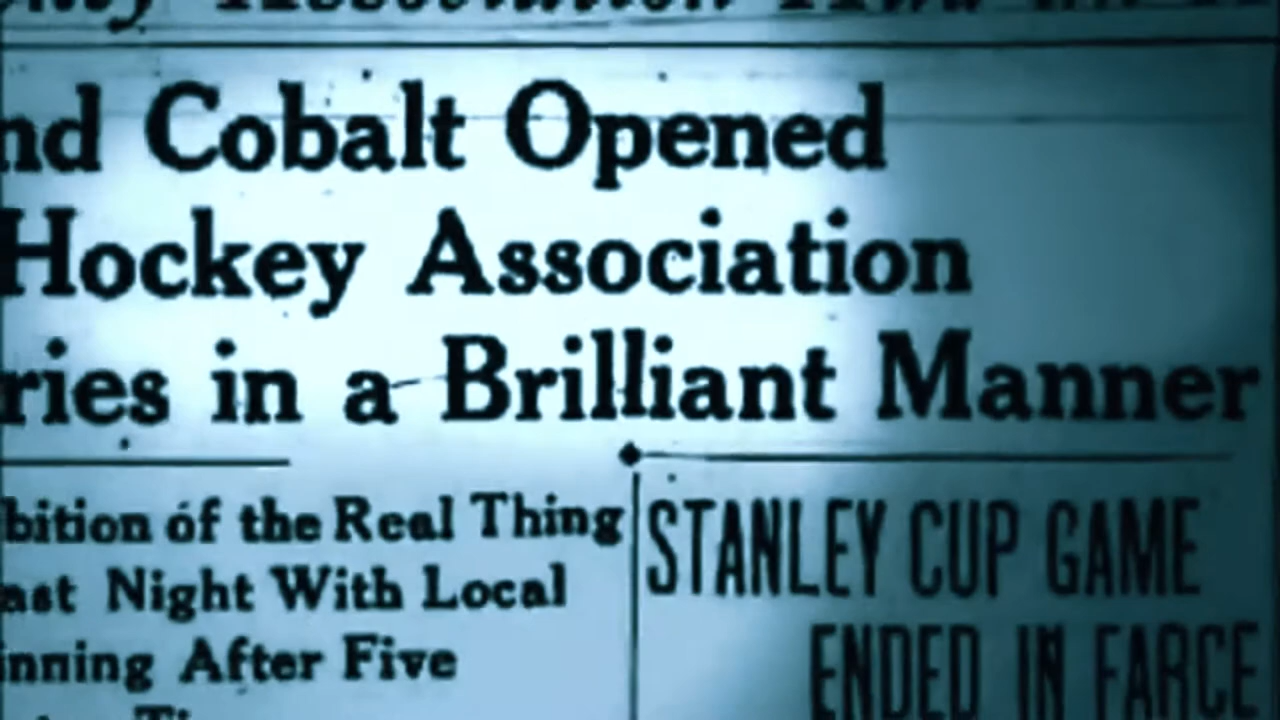 nd Cobalt Opened
Hockey Association
ries in a Brilliant Manner
bition of the Real Thing
ast Night With Local
inning After Five
STANLEY CUP GAME
ENDED IN FARCE